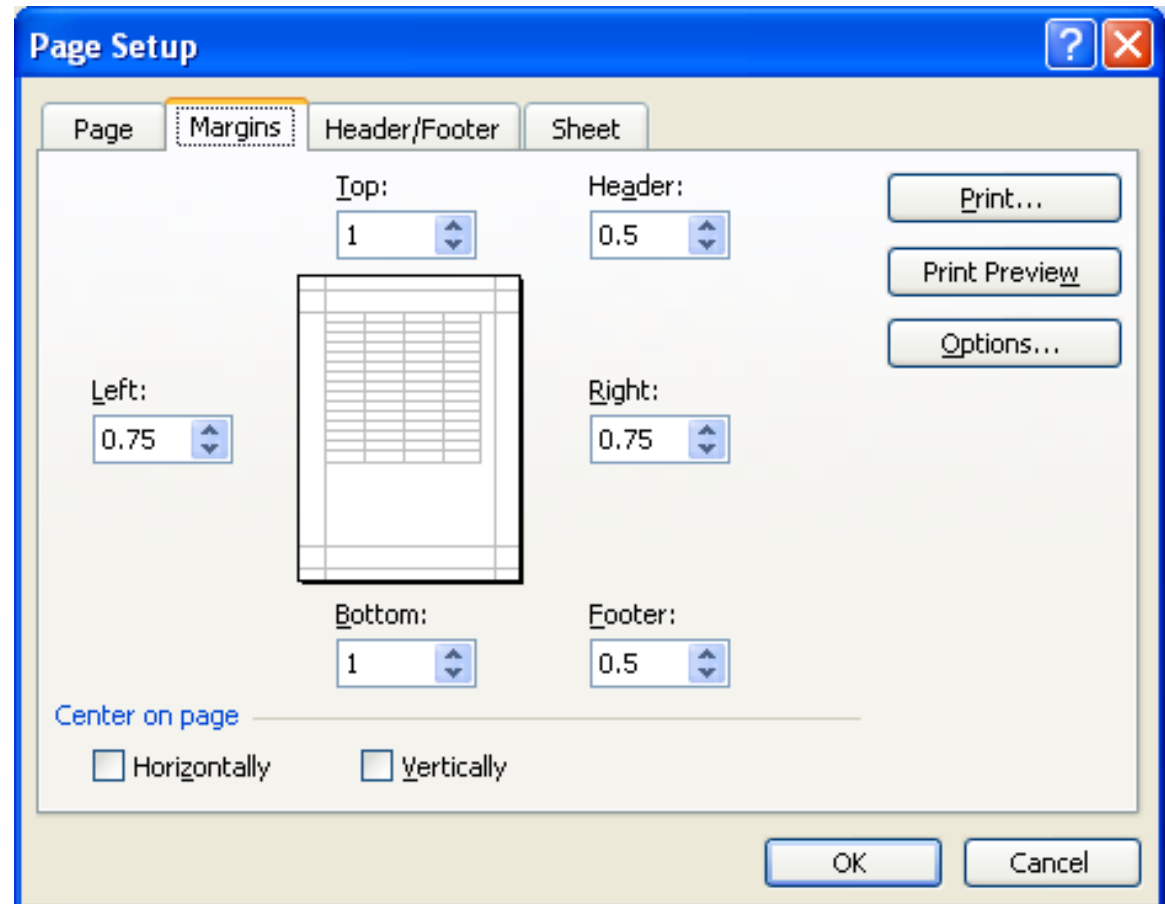 Page Setup
Page Margins Header/Footer Sheet
Top: Header:
1 0.5
Print...
Print Preview
Options...
Left: Right:
0.75 0.75
Bottom: Footer:
1 0.5
Center on page
Horizontally Vertically
OK Cancel